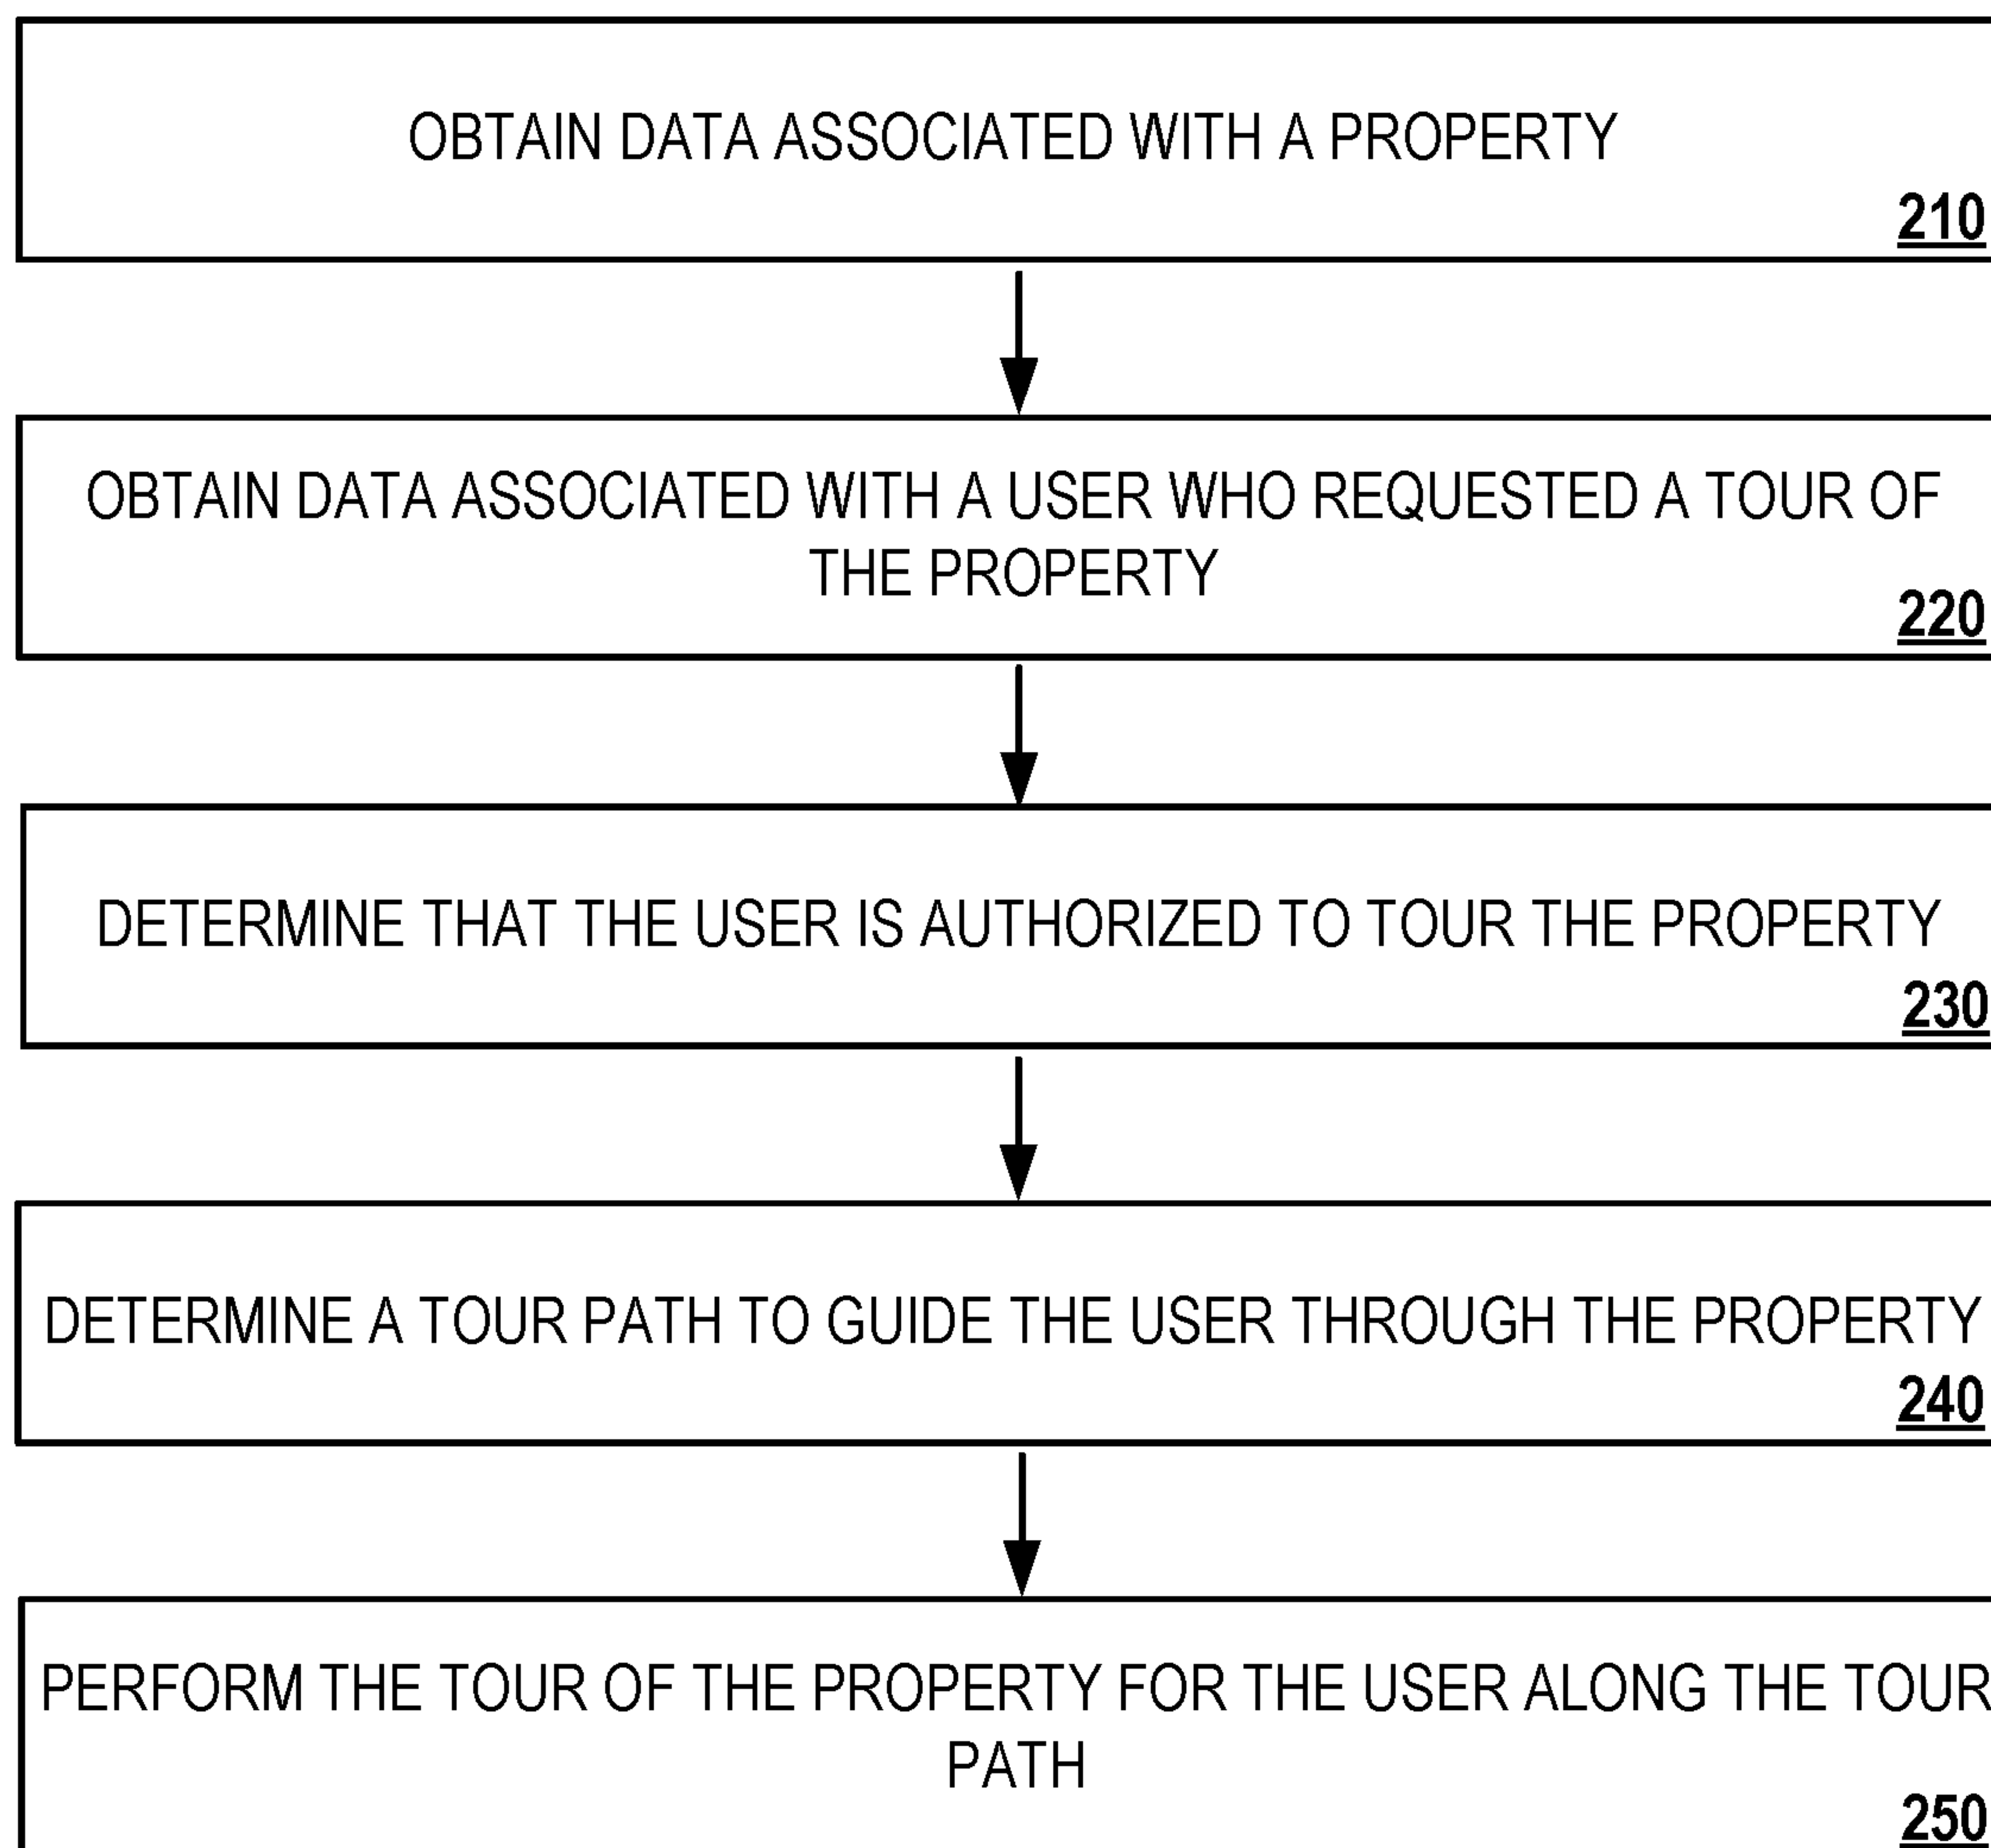 OBTAIN DATA ASSOCIATED WITH A PROPERTY
210
OBTAIN DATA ASSOCIATED WITH A USER WHO REQUESTED A TOUR OF
THE PROPERTY
220
DETERMINE THAT THE USER IS AUTHORIZED TO TOUR THE PROPERTY
230
DETERMINE A TOUR PATH TO GUIDE THE USER THROUGH THE PROPERTY
240
PERFORM THE TOUR OF THE PROPERTY FOR THE USER ALONG THE TOUR
PATH
250